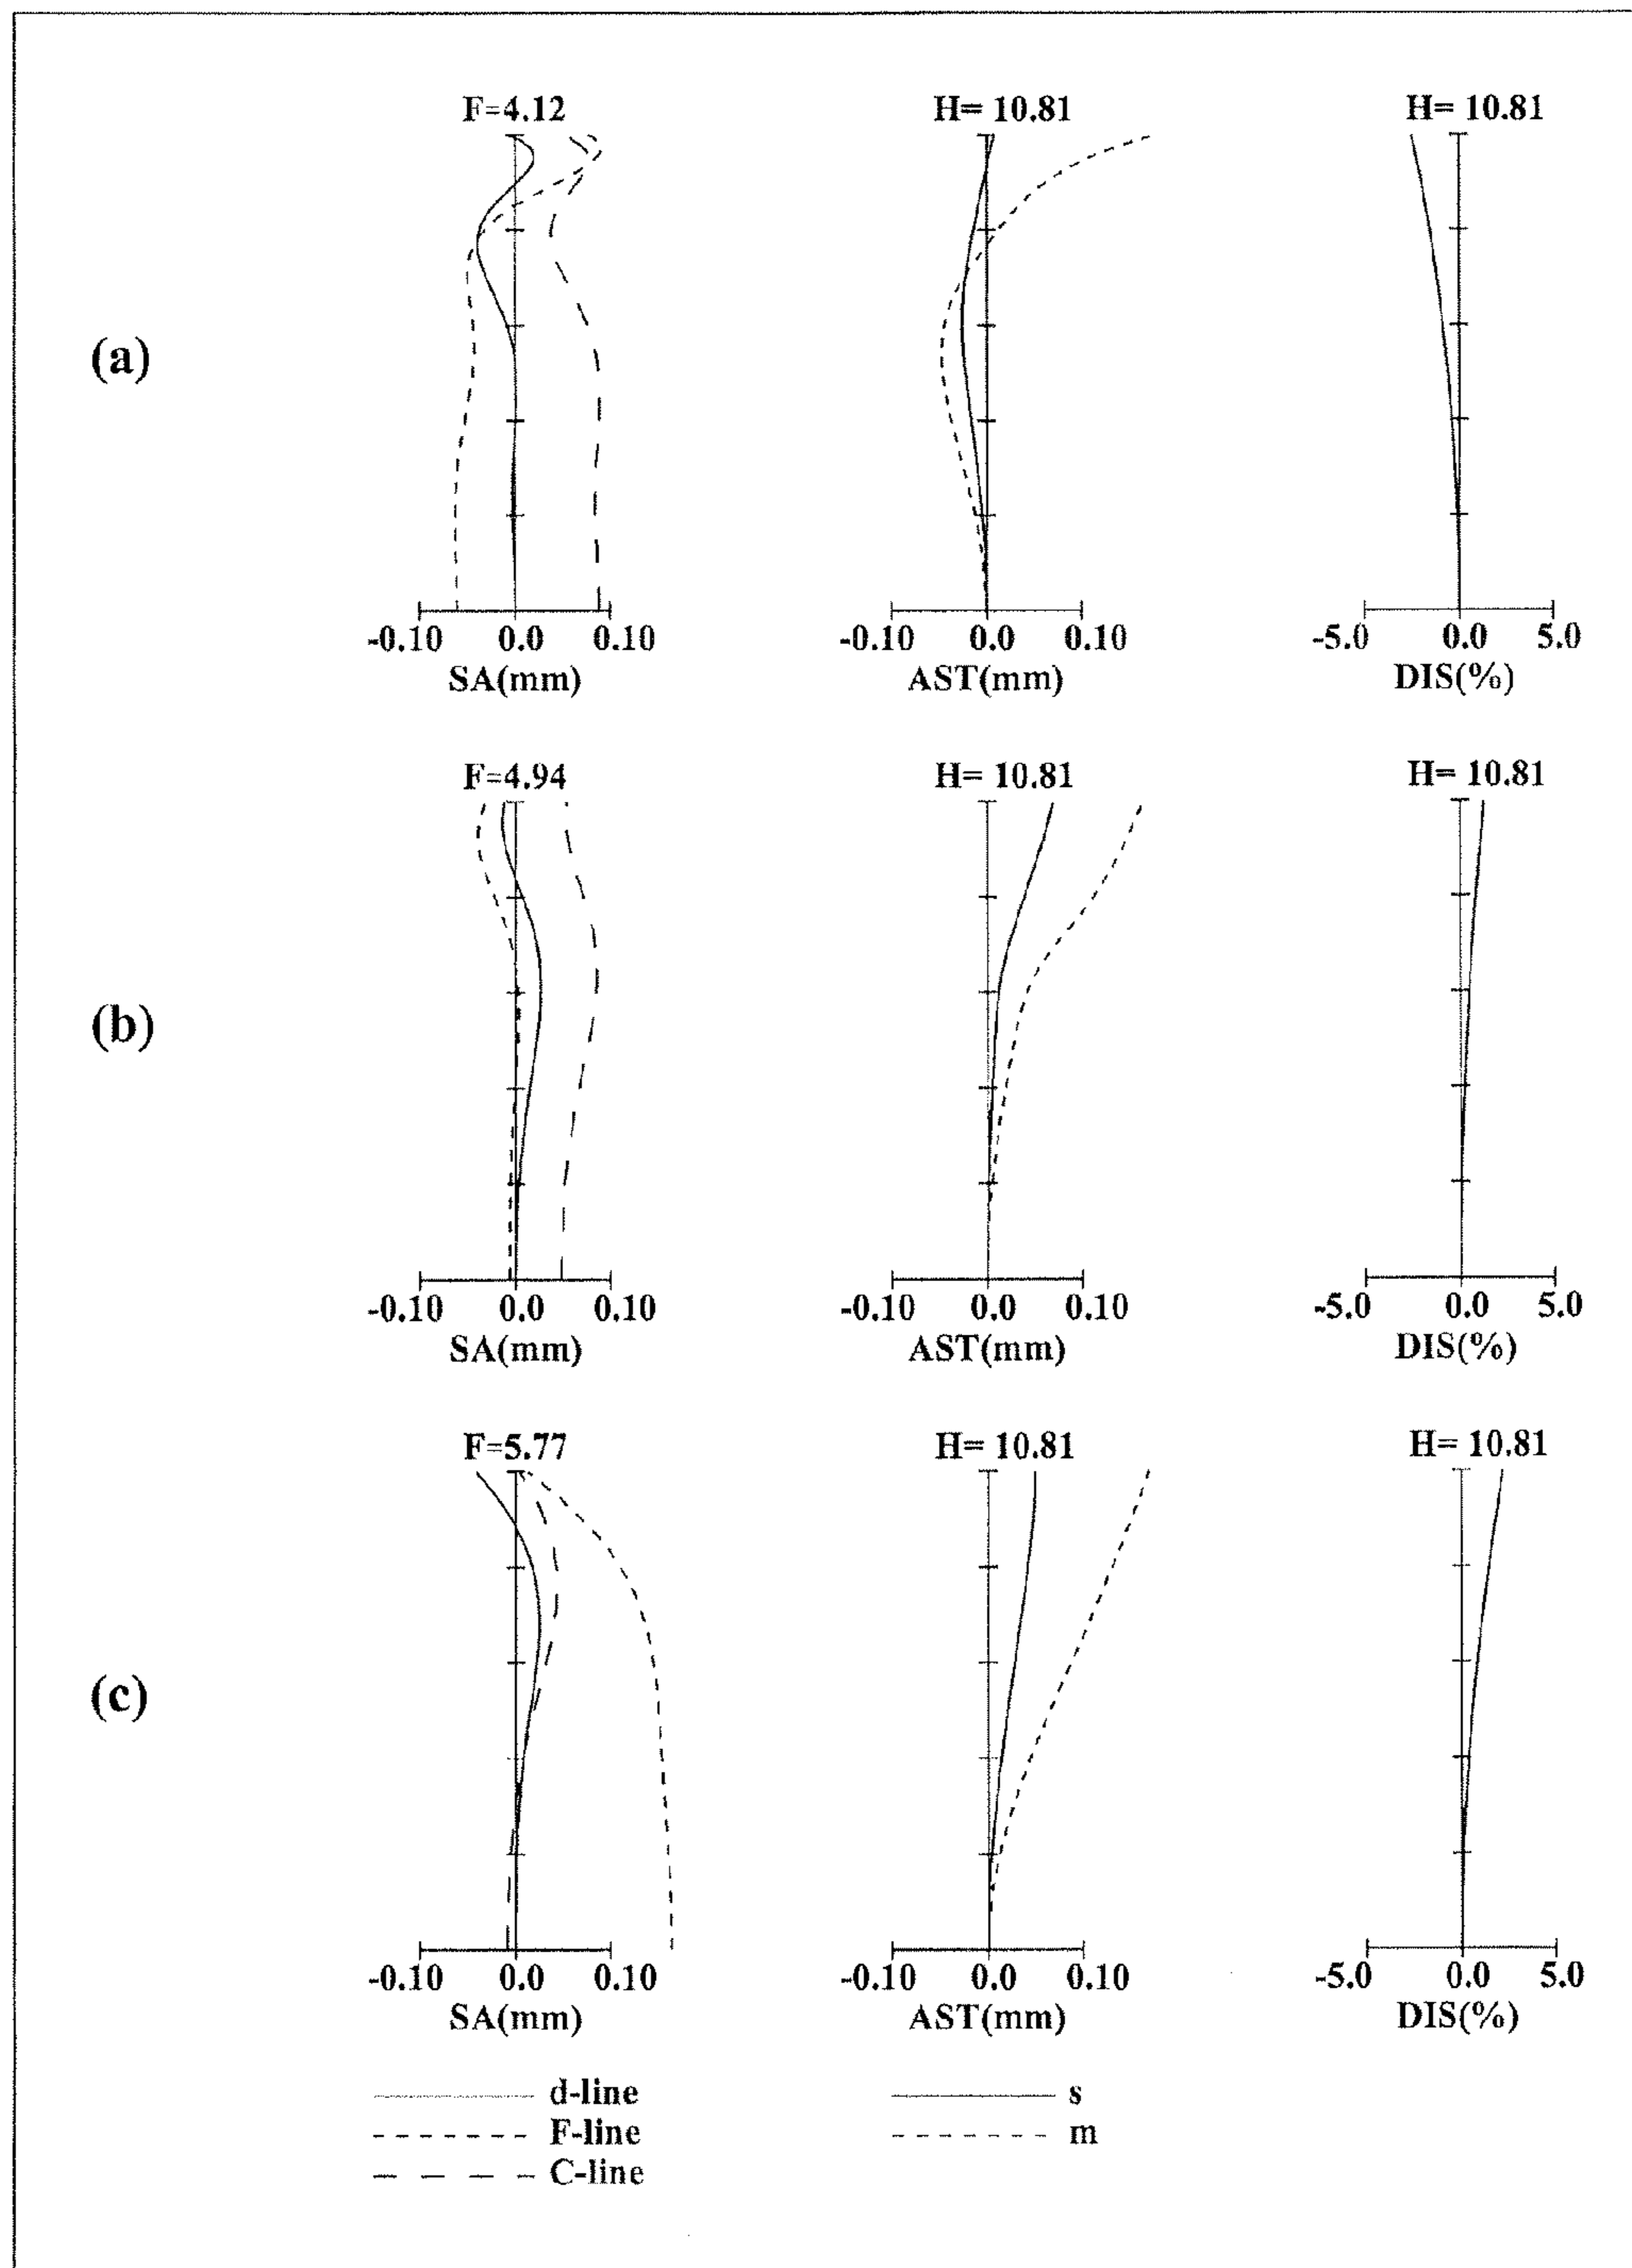 F=4.12 H= 10.81 H= 10.81
(a)
-0.10 0.0 0.10 -0.10 0.0 0.10 -5.0 0.0 5.0
SA(mm) AST(mm) DIS(%)
F=4.94 H= 10.81 H= 10.81
(b)
-0.10 0.0 0.10 -0.10 0.0 0.10 -5.0 0.0 5.0
SA(mm) AST(mm) DIS(%)
F=5.77 H= 10.81 H= 10.81
(c)
-0.10 0.0 0.10 -0.10 0.0 0.10 -5.0 0.0 5.0
SA(mm) AST(mm) DIS(%)
d-line s
F-line m
C-line